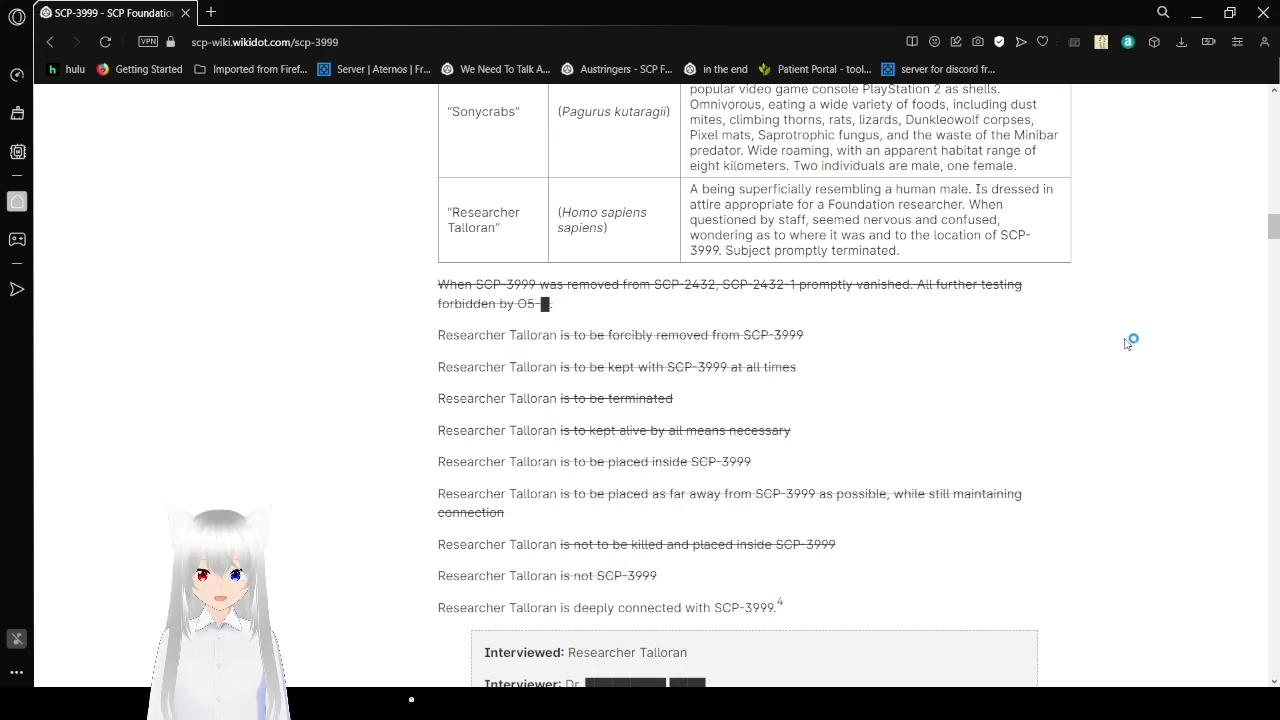 SCP-3999 - SCP Foundatio
scp-wiki.wikidot.com/scp-3999
VPN
hulu
Getting Started
Imported from Firef...
Server | Aternos | Fr...
We Need To Talk A...
Austringers - SCP F...
in the end
Patient Portal - tool...
server for discord fr...
"Sonycrabs"
(Pagurus kutaragii)
popular video game console PlayStation 2 as shells.
Omnivorous, eating a wide variety of foods, including dust
mites, climbing thorns, rats, lizards, Dunkleowolf corpses,
Pixel mats, Saprotrophic fungus, and the waste of the Minibar
predator. Wide roaming, with an apparent habitat range of
eight kilometers. Two individuals are male, one female.
"Researcher
Talloran"
(Homo sapiens
sapiens)
A being superficially resembling a human male. Is dressed in
attire appropriate for a Foundation researcher. When
questioned by staff, seemed nervous and confused,
wondering as to where it was and to the location of SCP-
3999. Subject promptly terminated.
When SCP-3999 was removed from SCP-2432, SCP-2432-1 promptly vanished. All further testing
forbidden by O5-█.
Researcher Talloran is to be forcibly removed from SCP-3999
Researcher Talloran is to be kept with SCP-3999 at all times
Researcher Talloran is to be terminated
Researcher Talloran is to kept alive by all means necessary
Researcher Talloran is to be placed inside SCP-3999
Researcher Talloran is to be placed as far away from SCP-3999 as possible, while still maintaining
connection
Researcher Talloran is not to be killed and placed inside SCP-3999
Researcher Talloran is not SCP-3999
Researcher Talloran is deeply connected with SCP-3999.4
Interviewed: Researcher Talloran
Interviewer: Dr. █████████ ████